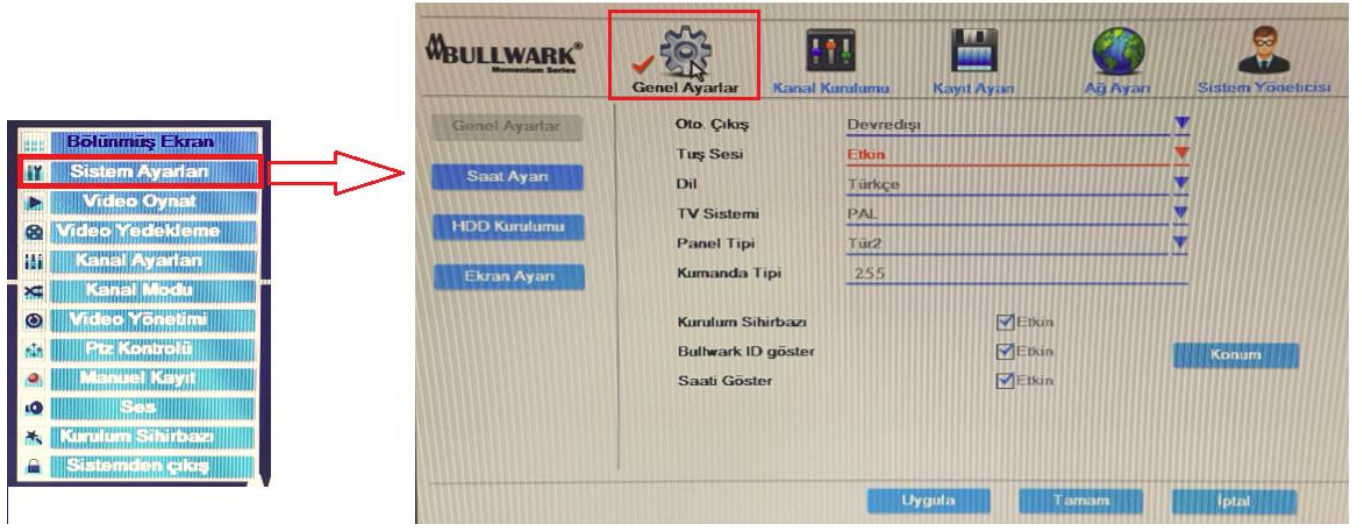 Bölünmüş Ekran
Sistem Ayarları
Video Oynat
Video Yedekleme
Kanal Ayarları
Kanal Modu
Video Yönetimi
Ptz Kontrolü
Manuel Kayıt
Ses
Kurulum Sihirbazı
Sistemden çıkış
BULLWARK®
Momentum Series
Genel Ayarlar
Kanal Kurulumu
Kayıt Ayarı
Ağ Ayarı
Sistem Yöneticisi
Genel Ayarlar
Saat Ayarı
HDD Kurulumu
Ekran Ayarı
Oto. Çıkış Devredışı
Tuş Sesi Etkin
Dil Türkçe
TV Sistemi PAL
Panel Tipi Tür2
Kumanda Tipi 255
Kurulum Sihirbazı Etkin
Bullwark ID göster Etkin Konum
Saati Göster Etkin
Uygula Tamam İptal